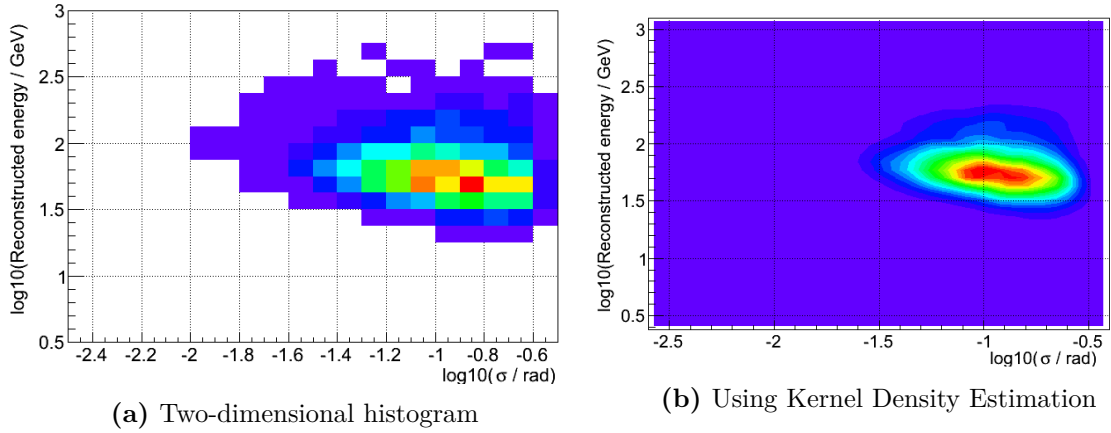 log10(Reconstructed energy / GeV)
3
2.5
2
1.5
1
0.5
-2.4 -2.2 -2 -1.8 -1.6 -1.4 -1.2 -1 -0.8 -0.6
log10(σ / rad)
(a) Two-dimensional histogram
log10(Reconstructed energy / GeV)
3
2.5
2
1.5
1
0.5
-2.5 -2 -1.5 -1 -0.5
log10(σ / rad)
(b) Using Kernel Density Estimation